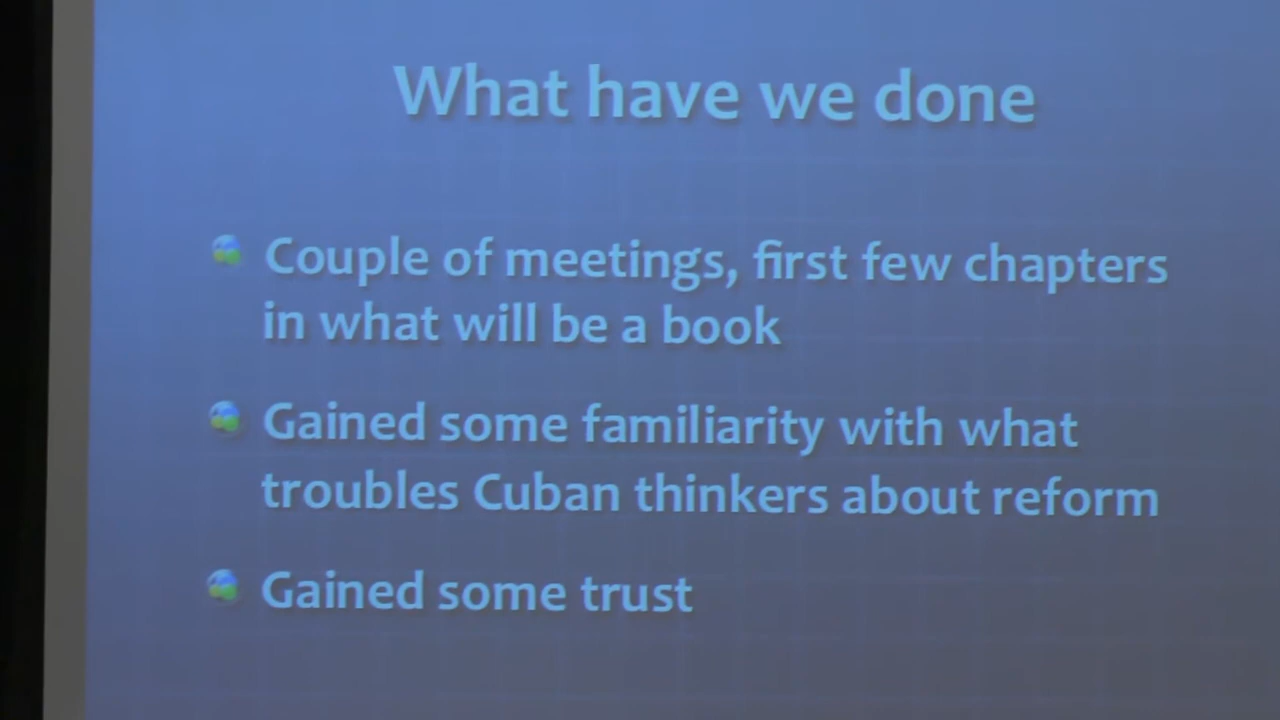 What have we done
Couple of meetings, first few chapters
in what will be a book
Gained some familiarity with what
troubles Cuban thinkers about reform
Gained some trust